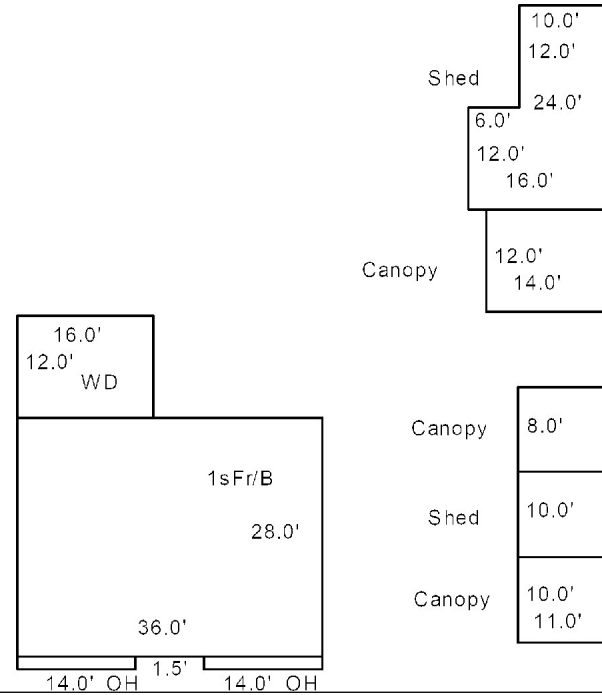 10.0'
12.0'
Shed
24.0'
6.0'
12.0'
16.0'
12.0'
Canopy
14.0'
16.0'
12.0'
WD
Canopy
8.0'
1sFr/B
Shed
10.0'
28.0'
Canopy
10.0'
11.0'
36.0'
1.5'
14.0' OH
14.0' OH